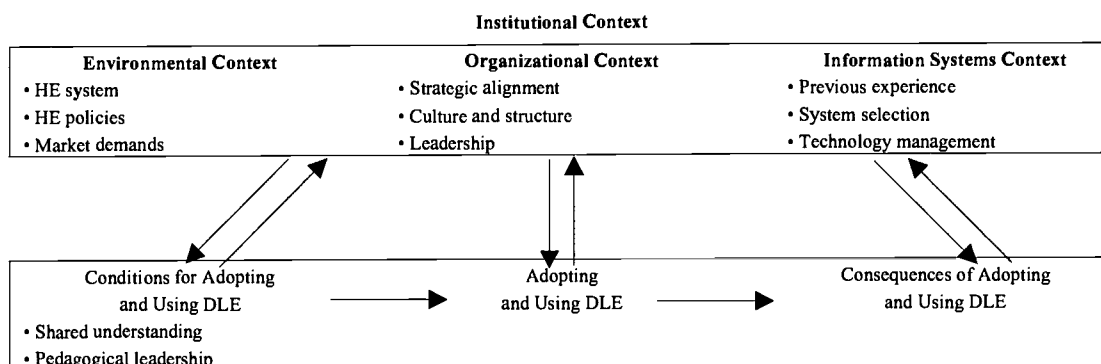 Institutional Context
Environmental Context
• HE system
• HE policies
• Market demands
Organizational Context
• Strategic alignment
• Culture and structure
• Leadership
Information Systems Context
• Previous experience
• System selection
• Technology management
Conditions for Adopting
and Using DLE
• Shared understanding
• Pedagogical leadership
Adopting
and Using DLE
Consequences of Adopting
and Using DLE